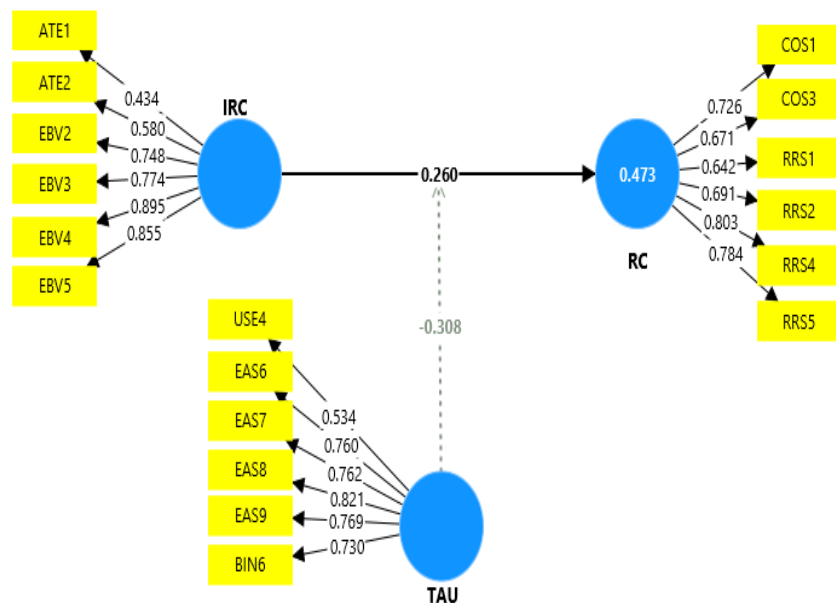 ATE1
ATE2
EBV2
EBV3
EBV4
EBV5
0.434
0.580
0.748
0.774
0.895
0.855
IRC
0.260
0.473
RC
COS1
COS3
RRS1
RRS2
RRS4
RRS5
0.726
0.671
0.642
0.691
0.803
0.784
-0.308
USE4
EAS6
EAS7
EAS8
EAS9
BIN6
0.534
0.760
0.762
0.821
0.769
0.730
TAU